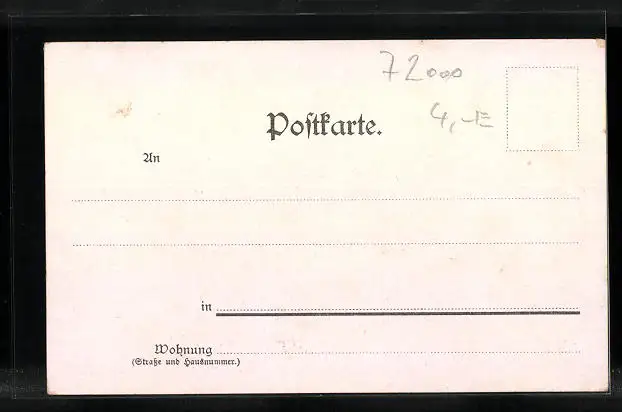 72000
Postkarte.
4,-E
An
in
Wohnung
(Straße und Hausnummer.)